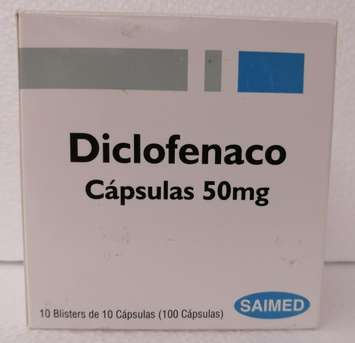 Diclofenaco
Cápsulas 50mg
10 Blisters de 10 Cápsulas (100 Cápsulas)
SAIMED